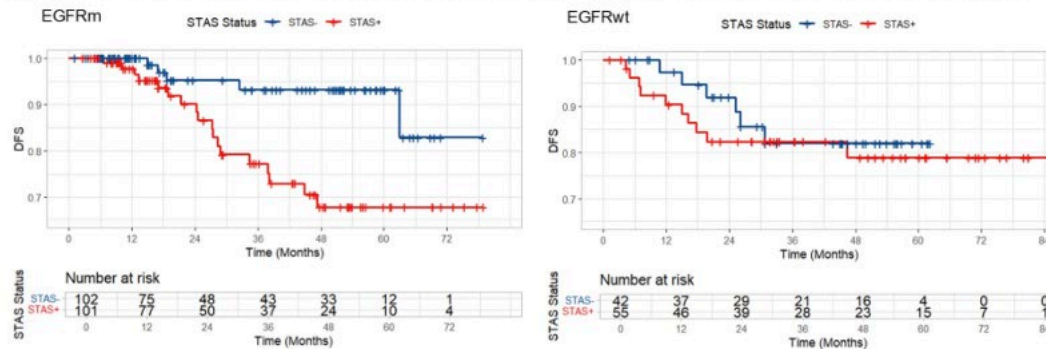 EGFRm
STAS Status STAS- STAS+
1.0
0.9
0.8
0.7
DFS
0 12 24 36 48 60 72
Time (Months)
Number at risk
STAS Status
STAS- 102 75 48 43 33 12 1
STAS+ 101 77 50 37 24 10 4
0 12 24 36 48 60 72
Time (Months)
EGFRwt
STAS Status STAS- STAS+
1.0
0.9
0.8
0.7
DFS
0 12 24 36 48 60 72 84
Time (Months)
Number at risk
STAS Status
STAS- 42 37 29 21 16 4 0 0
STAS+ 55 46 39 28 23 15 7 1
0 12 24 36 48 60 72 84
Time (Months)